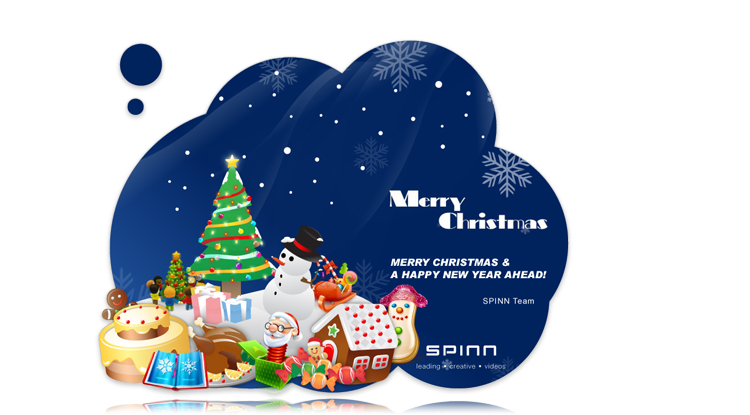 Merry
Christmas
MERRY CHRISTMAS &
A HAPPY NEW YEAR AHEAD!
SPINN Team
SPINN
leading • creative • videos